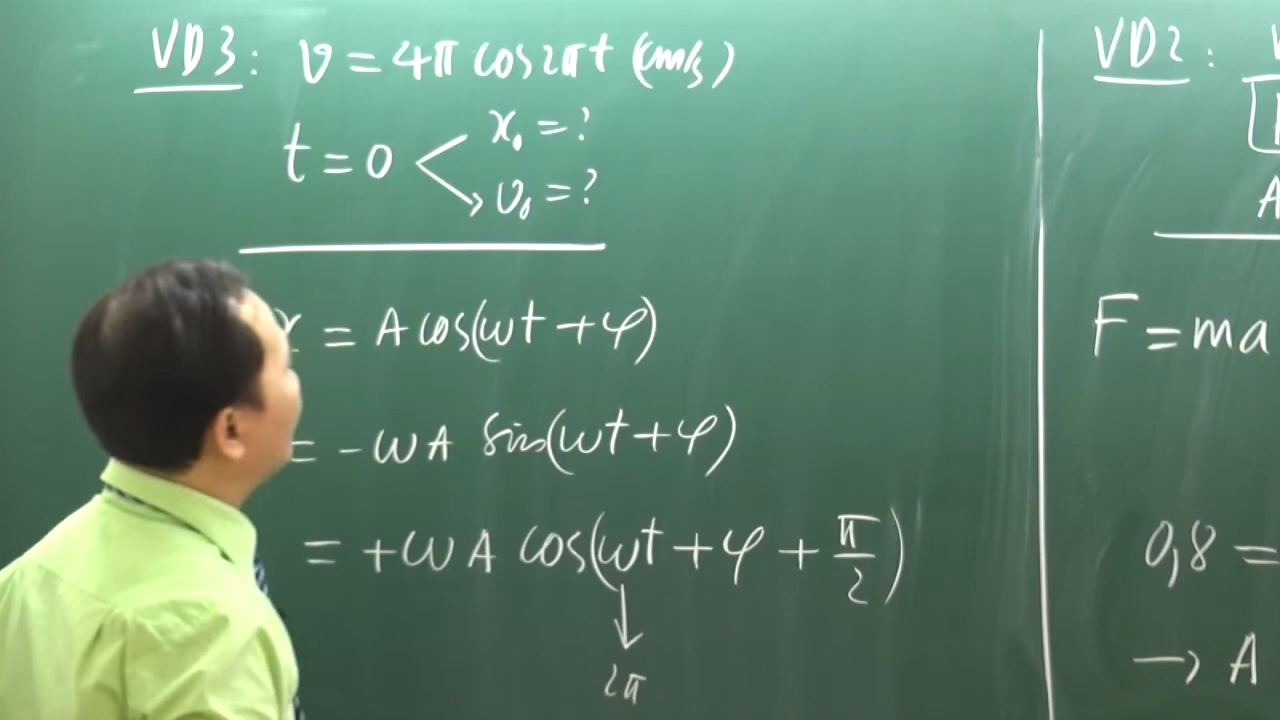 VD3: v = 4π cos2πt (cm/s)
t = 0 < x₀ = ?
→ v₀ = ?
= A cos(ωt + φ)
= -ωA sin(ωt + φ)
= +ωA cos(ωt + φ + π/2)
↓
2π
VD2:
A
F = ma
0,8 =
→ A